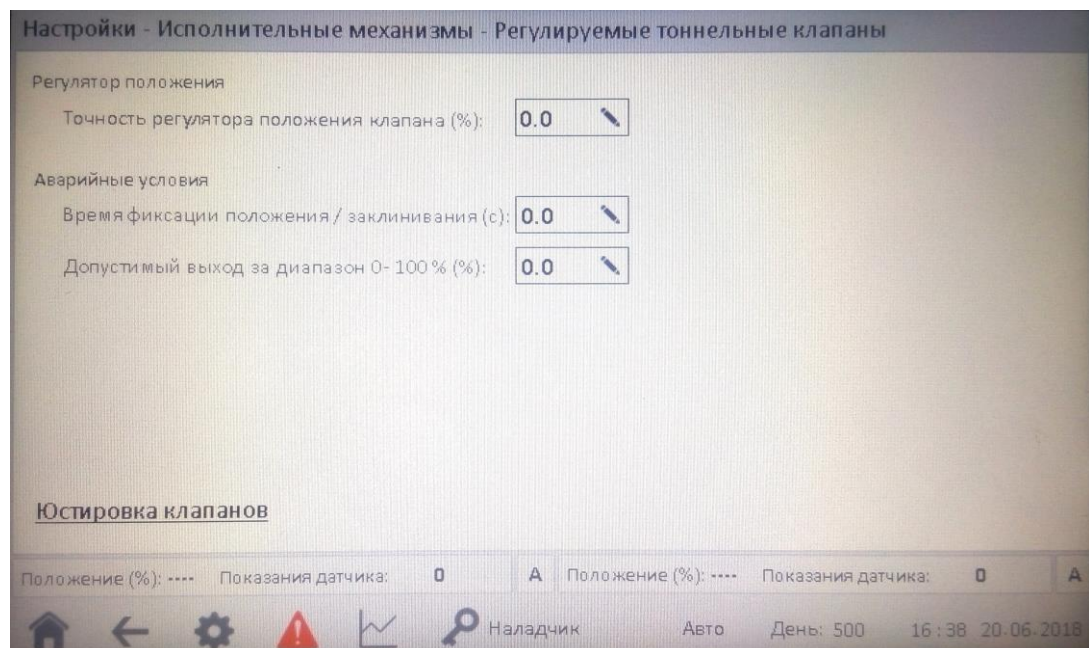 Настройки - Исполнительные механизмы - Регулируемые тоннельные клапаны
Регулятор положения
Точность регулятора положения клапана (%): 0.0
Аварийные условия
Время фиксации положения / заклинивания (с): 0.0
Допустимый выход за диапазон 0-100% (%): 0.0
Юстировка клапанов
Положение (%): ---- Показания датчика: 0 А Положение (%): ---- Показания датчика: 0 А
Наладчик Авто День: 500 16:38 20.06.2018